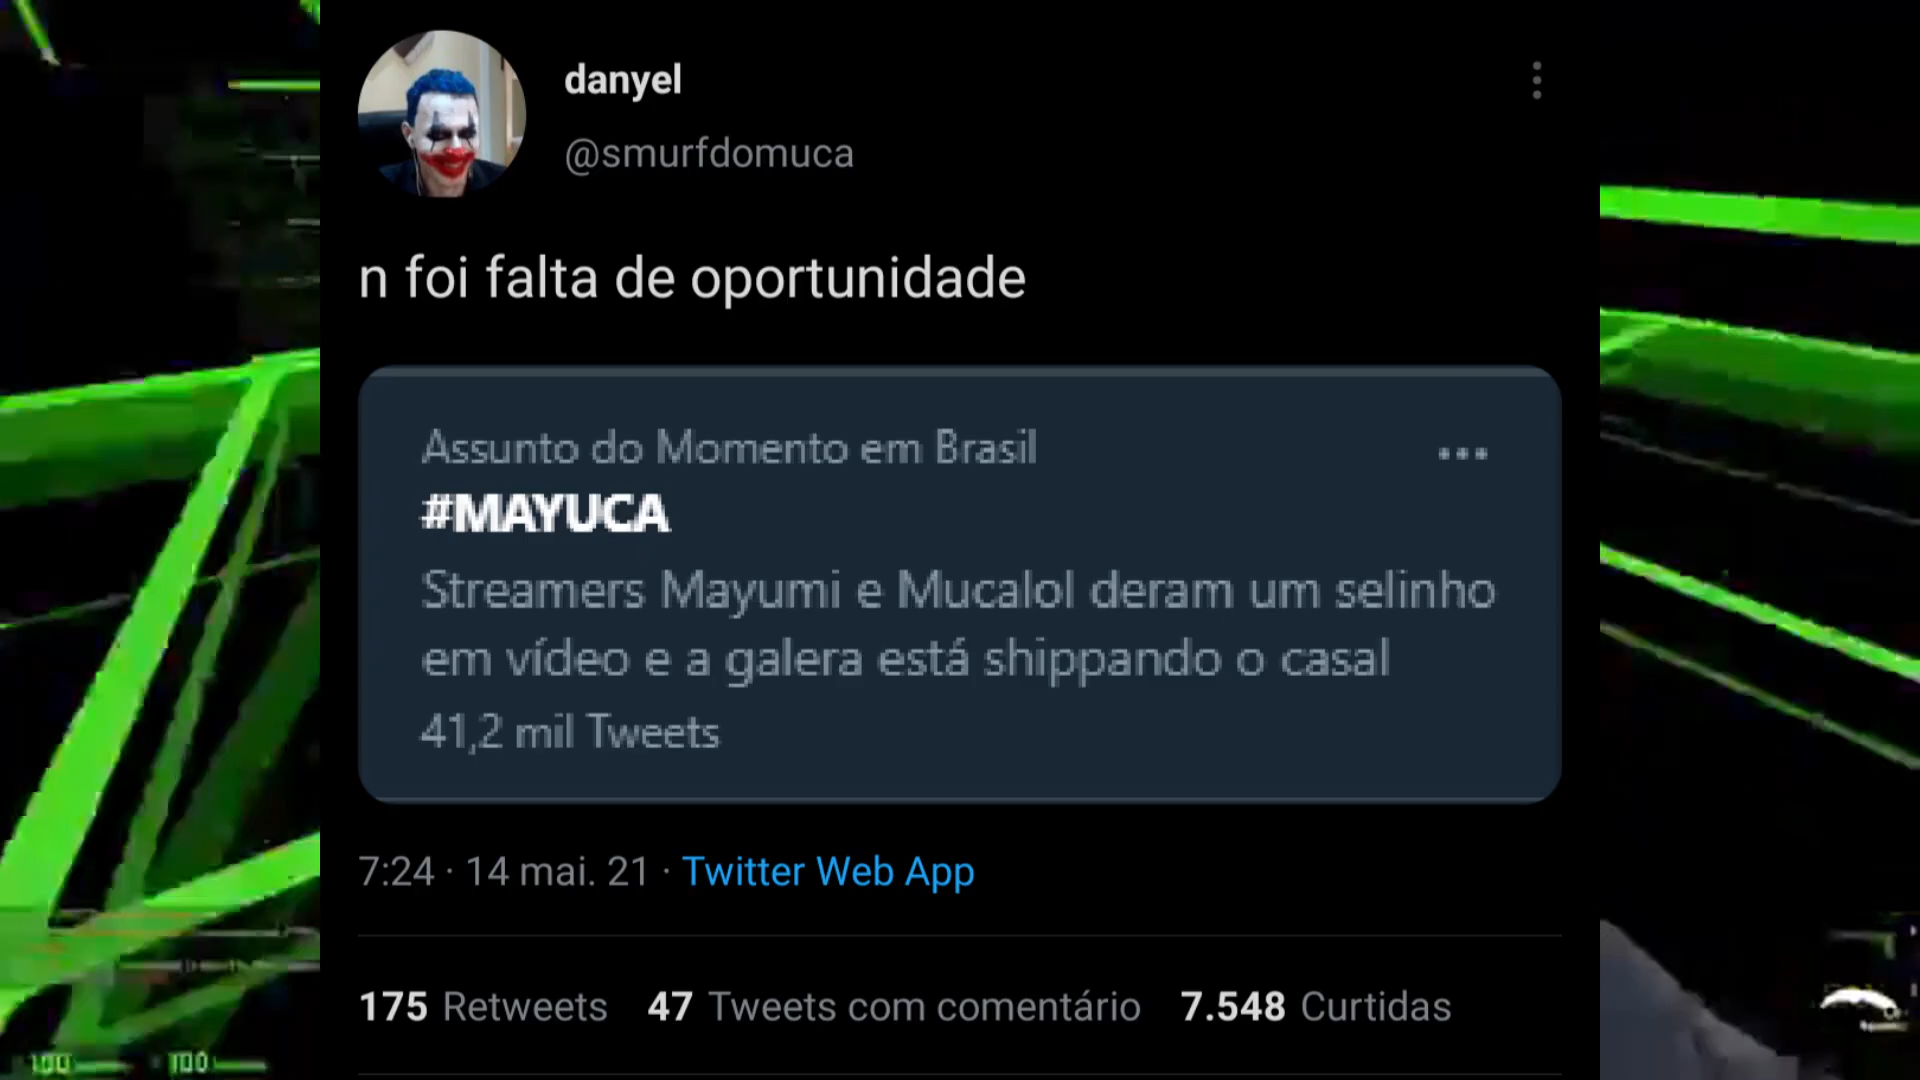 danyel
@smurfdomuca
n foi falta de oportunidade
Assunto do Momento em Brasil
#MAYUCA
Streamers Mayumi e Mucalol deram um selinho
em vídeo e a galera está shippando o casal
41,2 mil Tweets
7:24 · 14 mai. 21 · Twitter Web App
175 Retweets 47 Tweets com comentário 7.548 Curtidas
100 100